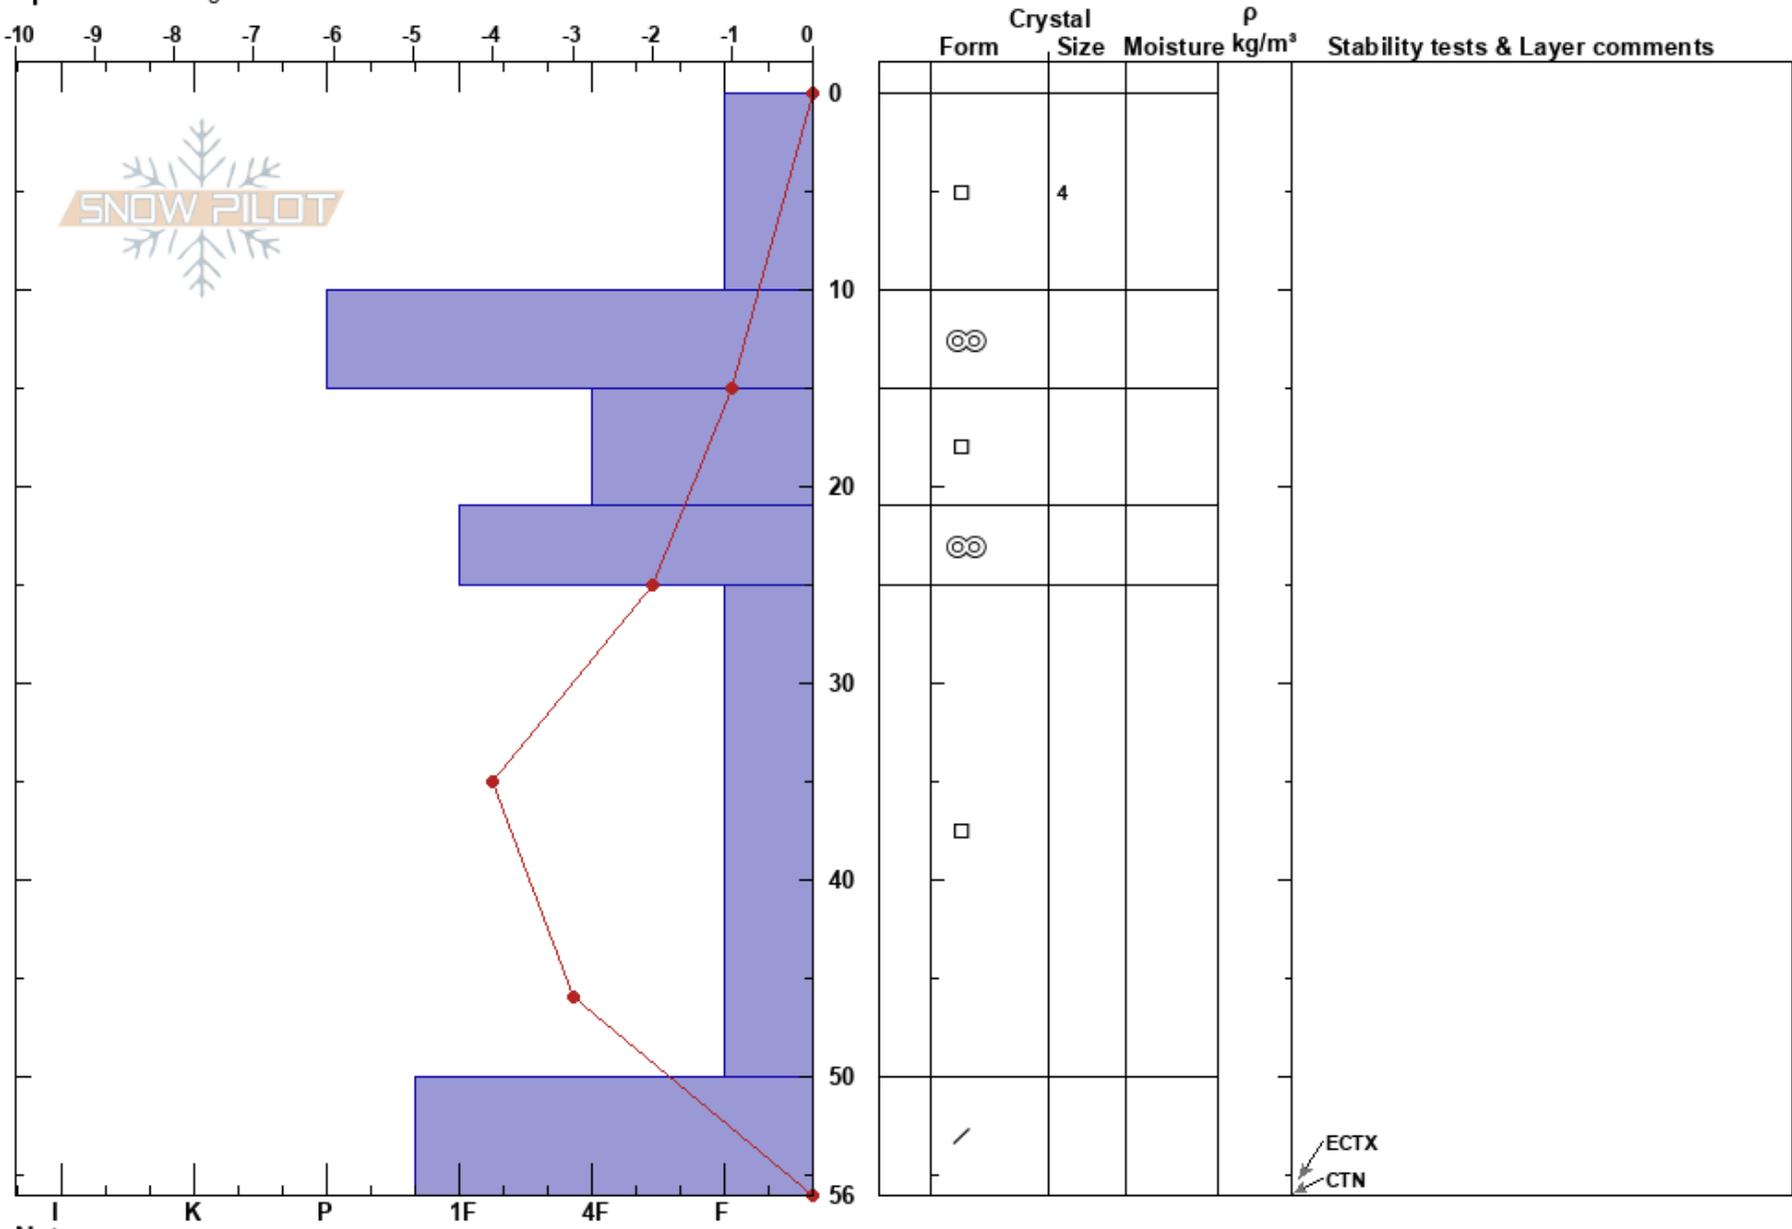 Crystal ρ
-10 -9 -8 -7 -6 -5 -4 -3 -2 -1 0 Form Size Moisture kg/m³ Stability tests & Layer comments
0
SNOW PILOT 4
10
20
30
40
50
ECTX
CTN
56
I K P 1F 4F F